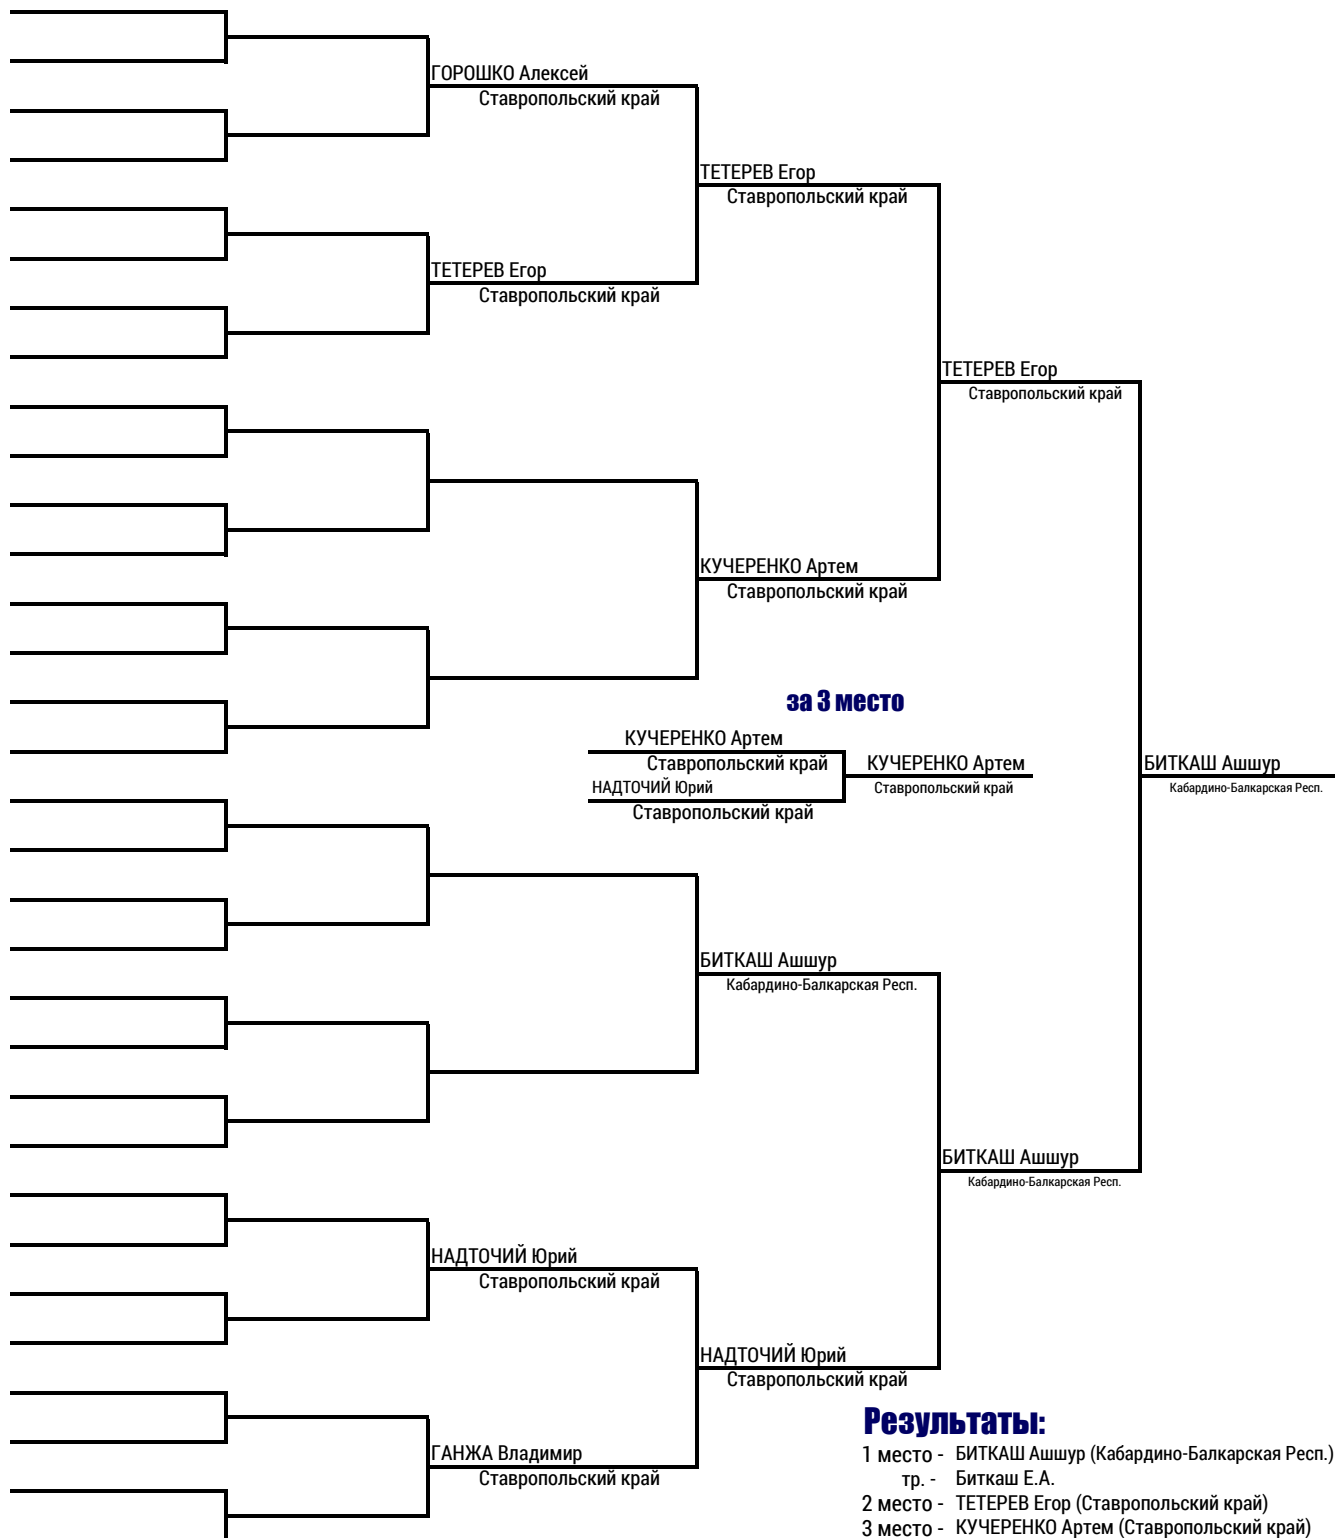 ГОРОШКО Алексей
Ставропольский край
ТЕТЕРЕВ Егор
Ставропольский край
ТЕТЕРЕВ Егор
Ставропольский край
ТЕТЕРЕВ Егор
Ставропольский край
КУЧЕРЕНКО Артем
Ставропольский край
за 3 место
КУЧЕРЕНКО Артем
Ставропольский край
КУЧЕРЕНКО Артем
Ставропольский край
НАДТОЧИЙ Юрий
Ставропольский край
БИТКАШ Ашшур
Кабардино-Балкарская Респ.
БИТКАШ Ашшур
Кабардино-Балкарская Респ.
БИТКАШ Ашшур
Кабардино-Балкарская Респ.
НАДТОЧИЙ Юрий
Ставропольский край
НАДТОЧИЙ Юрий
Ставропольский край
ГАНЖА Владимир
Ставропольский край
Результаты:
1 место - БИТКАШ Ашшур (Кабардино-Балкарская Респ.)
тр. - Биткаш Е.А.
2 место - ТЕТЕРЕВ Егор (Ставропольский край)
3 место - КУЧЕРЕНКО Артем (Ставропольский край)